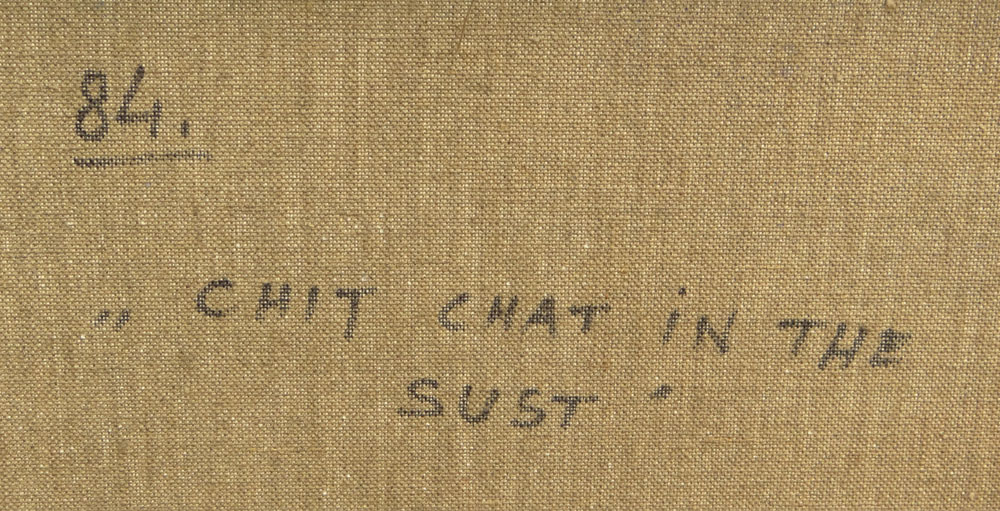 84.
„ CHIT CHAT iN THE
SUST "